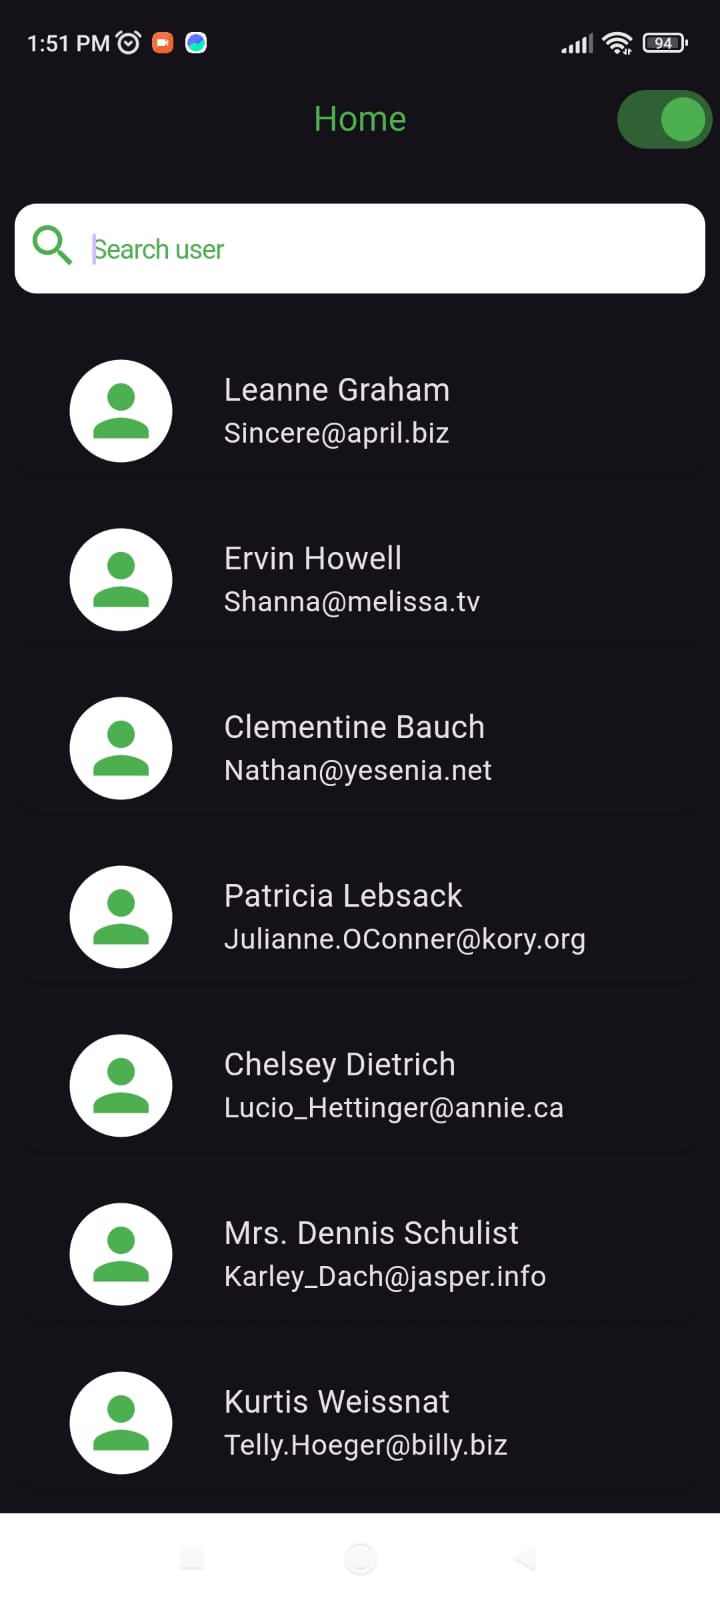 1:51 PM
94
Home
Search user
Leanne Graham
Sincere@april.biz
Ervin Howell
Shanna@melissa.tv
Clementine Bauch
Nathan@yesenia.net
Patricia Lebsack
Julianne.OConner@kory.org
Chelsey Dietrich
Lucio_Hettinger@annie.ca
Mrs. Dennis Schulist
Karley_Dach@jasper.info
Kurtis Weissnat
Telly.Hoeger@billy.biz